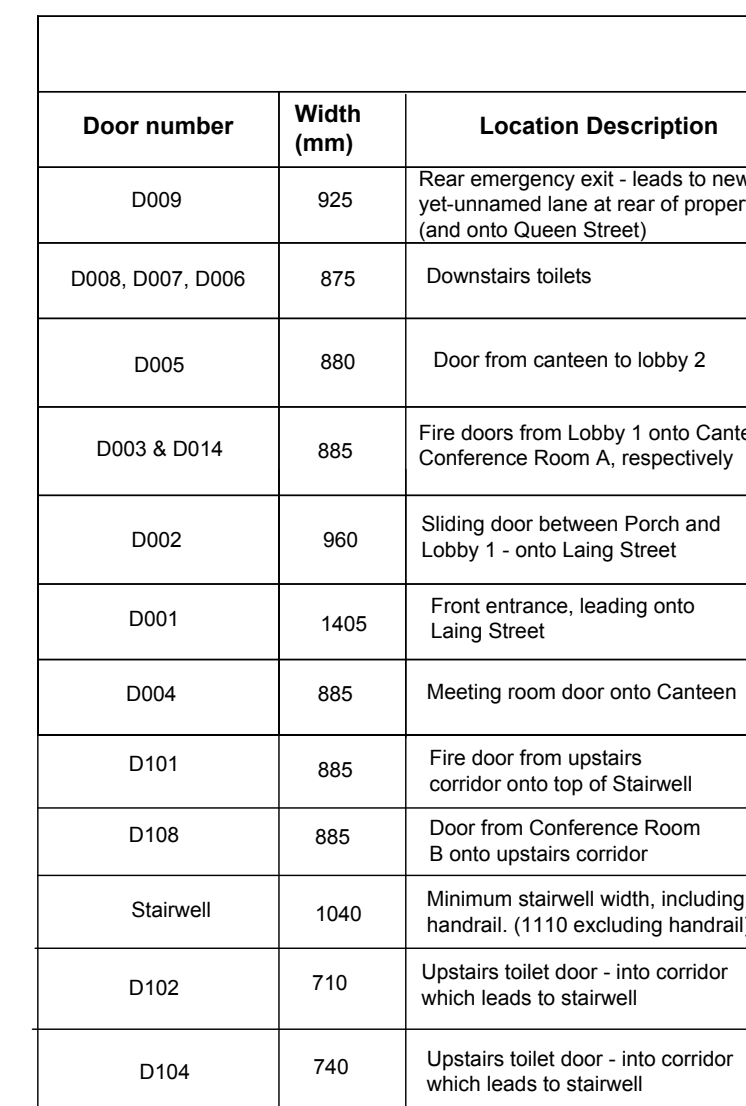 Door number
Width
(mm)
Location Description
D009
925
Rear emergency exit - leads to new
yet-unnamed lane at rear of proper
(and onto Queen Street)
D008, D007, D006
875
Downstairs toilets
D005
880
Door from canteen to lobby 2
D003 & D014
885
Fire doors from Lobby 1 onto Cante
Conference Room A, respectively
D002
960
Sliding door between Porch and
Lobby 1 - onto Laing Street
D001
1405
Front entrance, leading onto
Laing Street
D004
885
Meeting room door onto Canteen
D101
885
Fire door from upstairs
corridor onto top of Stairwell
D108
885
Door from Conference Room
B onto upstairs corridor
Stairwell
1040
Minimum stairwell width, including
handrail. (1110 excluding handrail)
D102
710
Upstairs toilet door - into corridor
which leads to stairwell
D104
740
Upstairs toilet door - into corridor
which leads to stairwell